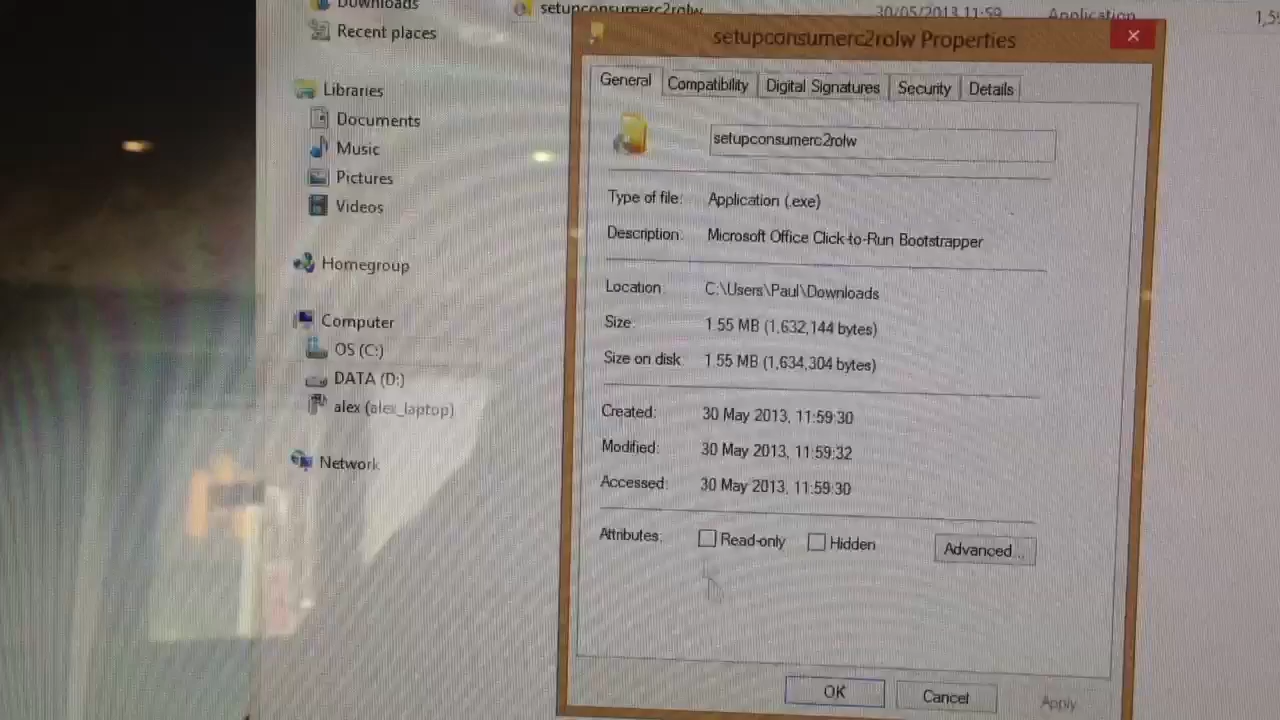 Downloads
Recent places
Libraries
Documents
Music
Pictures
Videos
Homegroup
Computer
OS (C:)
DATA (D:)
alex (alex_laptop)
Network
setupconsumerc2rolw 30/05/2013 11:59 Application
setupconsumerc2rolw Properties
General Compatibility Digital Signatures Security Details
setupconsumerc2rolw
Type of file: Application (.exe)
Description: Microsoft Office Click-to-Run Bootstrapper
Location: C:\Users\Paul\Downloads
Size: 1.55 MB (1,632,144 bytes)
Size on disk: 1.55 MB (1,634,304 bytes)
Created: 30 May 2013, 11:59:30
Modified: 30 May 2013, 11:59:32
Accessed: 30 May 2013, 11:59:30
Attributes: Read-only Hidden Advanced...
OK Cancel Apply